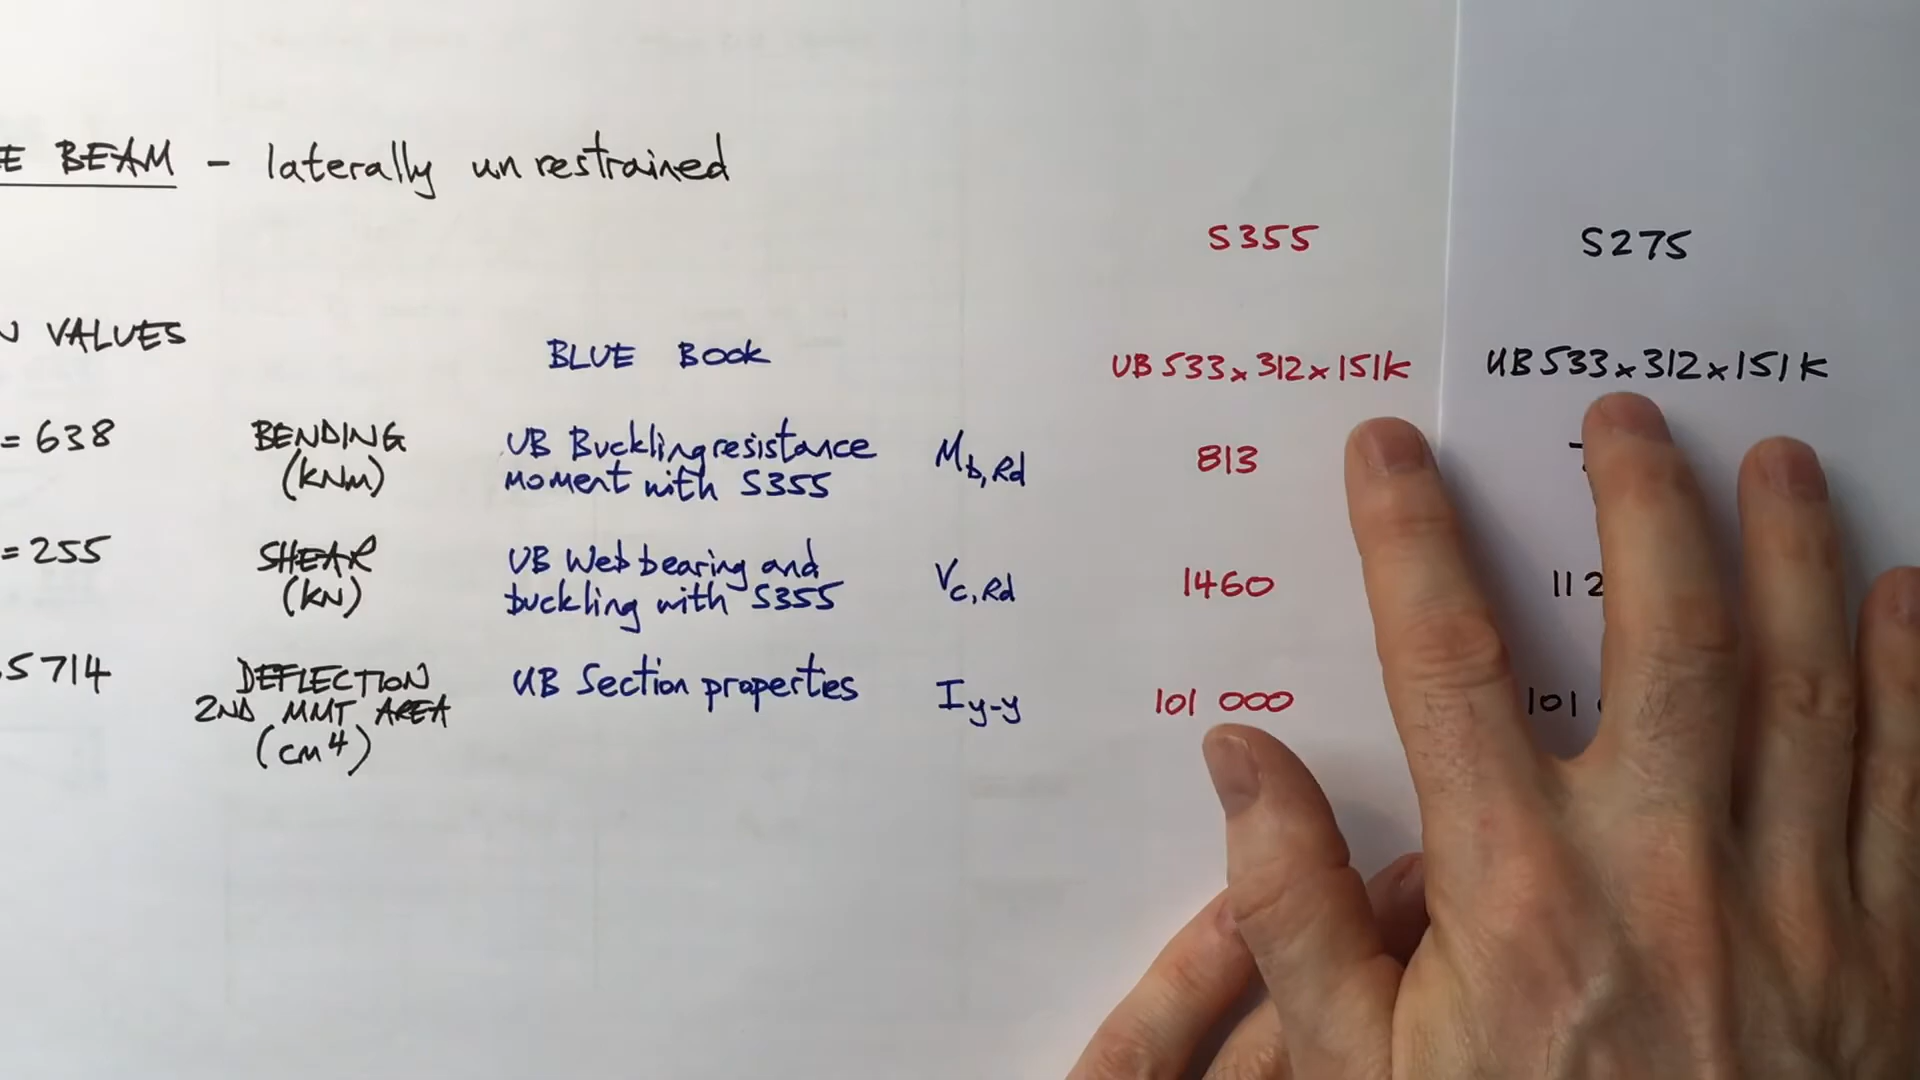 BEAM - laterally unrestrained
S355
S275
VALUES
BLUE BOOK
UB 533x312x151k
UB 533x312x151k
= 638
BENDING
(kNm)
UB Buckling resistance
moment with S355
Mb,Rd
813
= 255
SHEAR
(kN)
UB Web bearing and
buckling with S355
Vc,Rd
1460
5714
DEFLECTION
2ND MMT AREA
(cm4)
UB Section properties
Iy-y
101 000
101